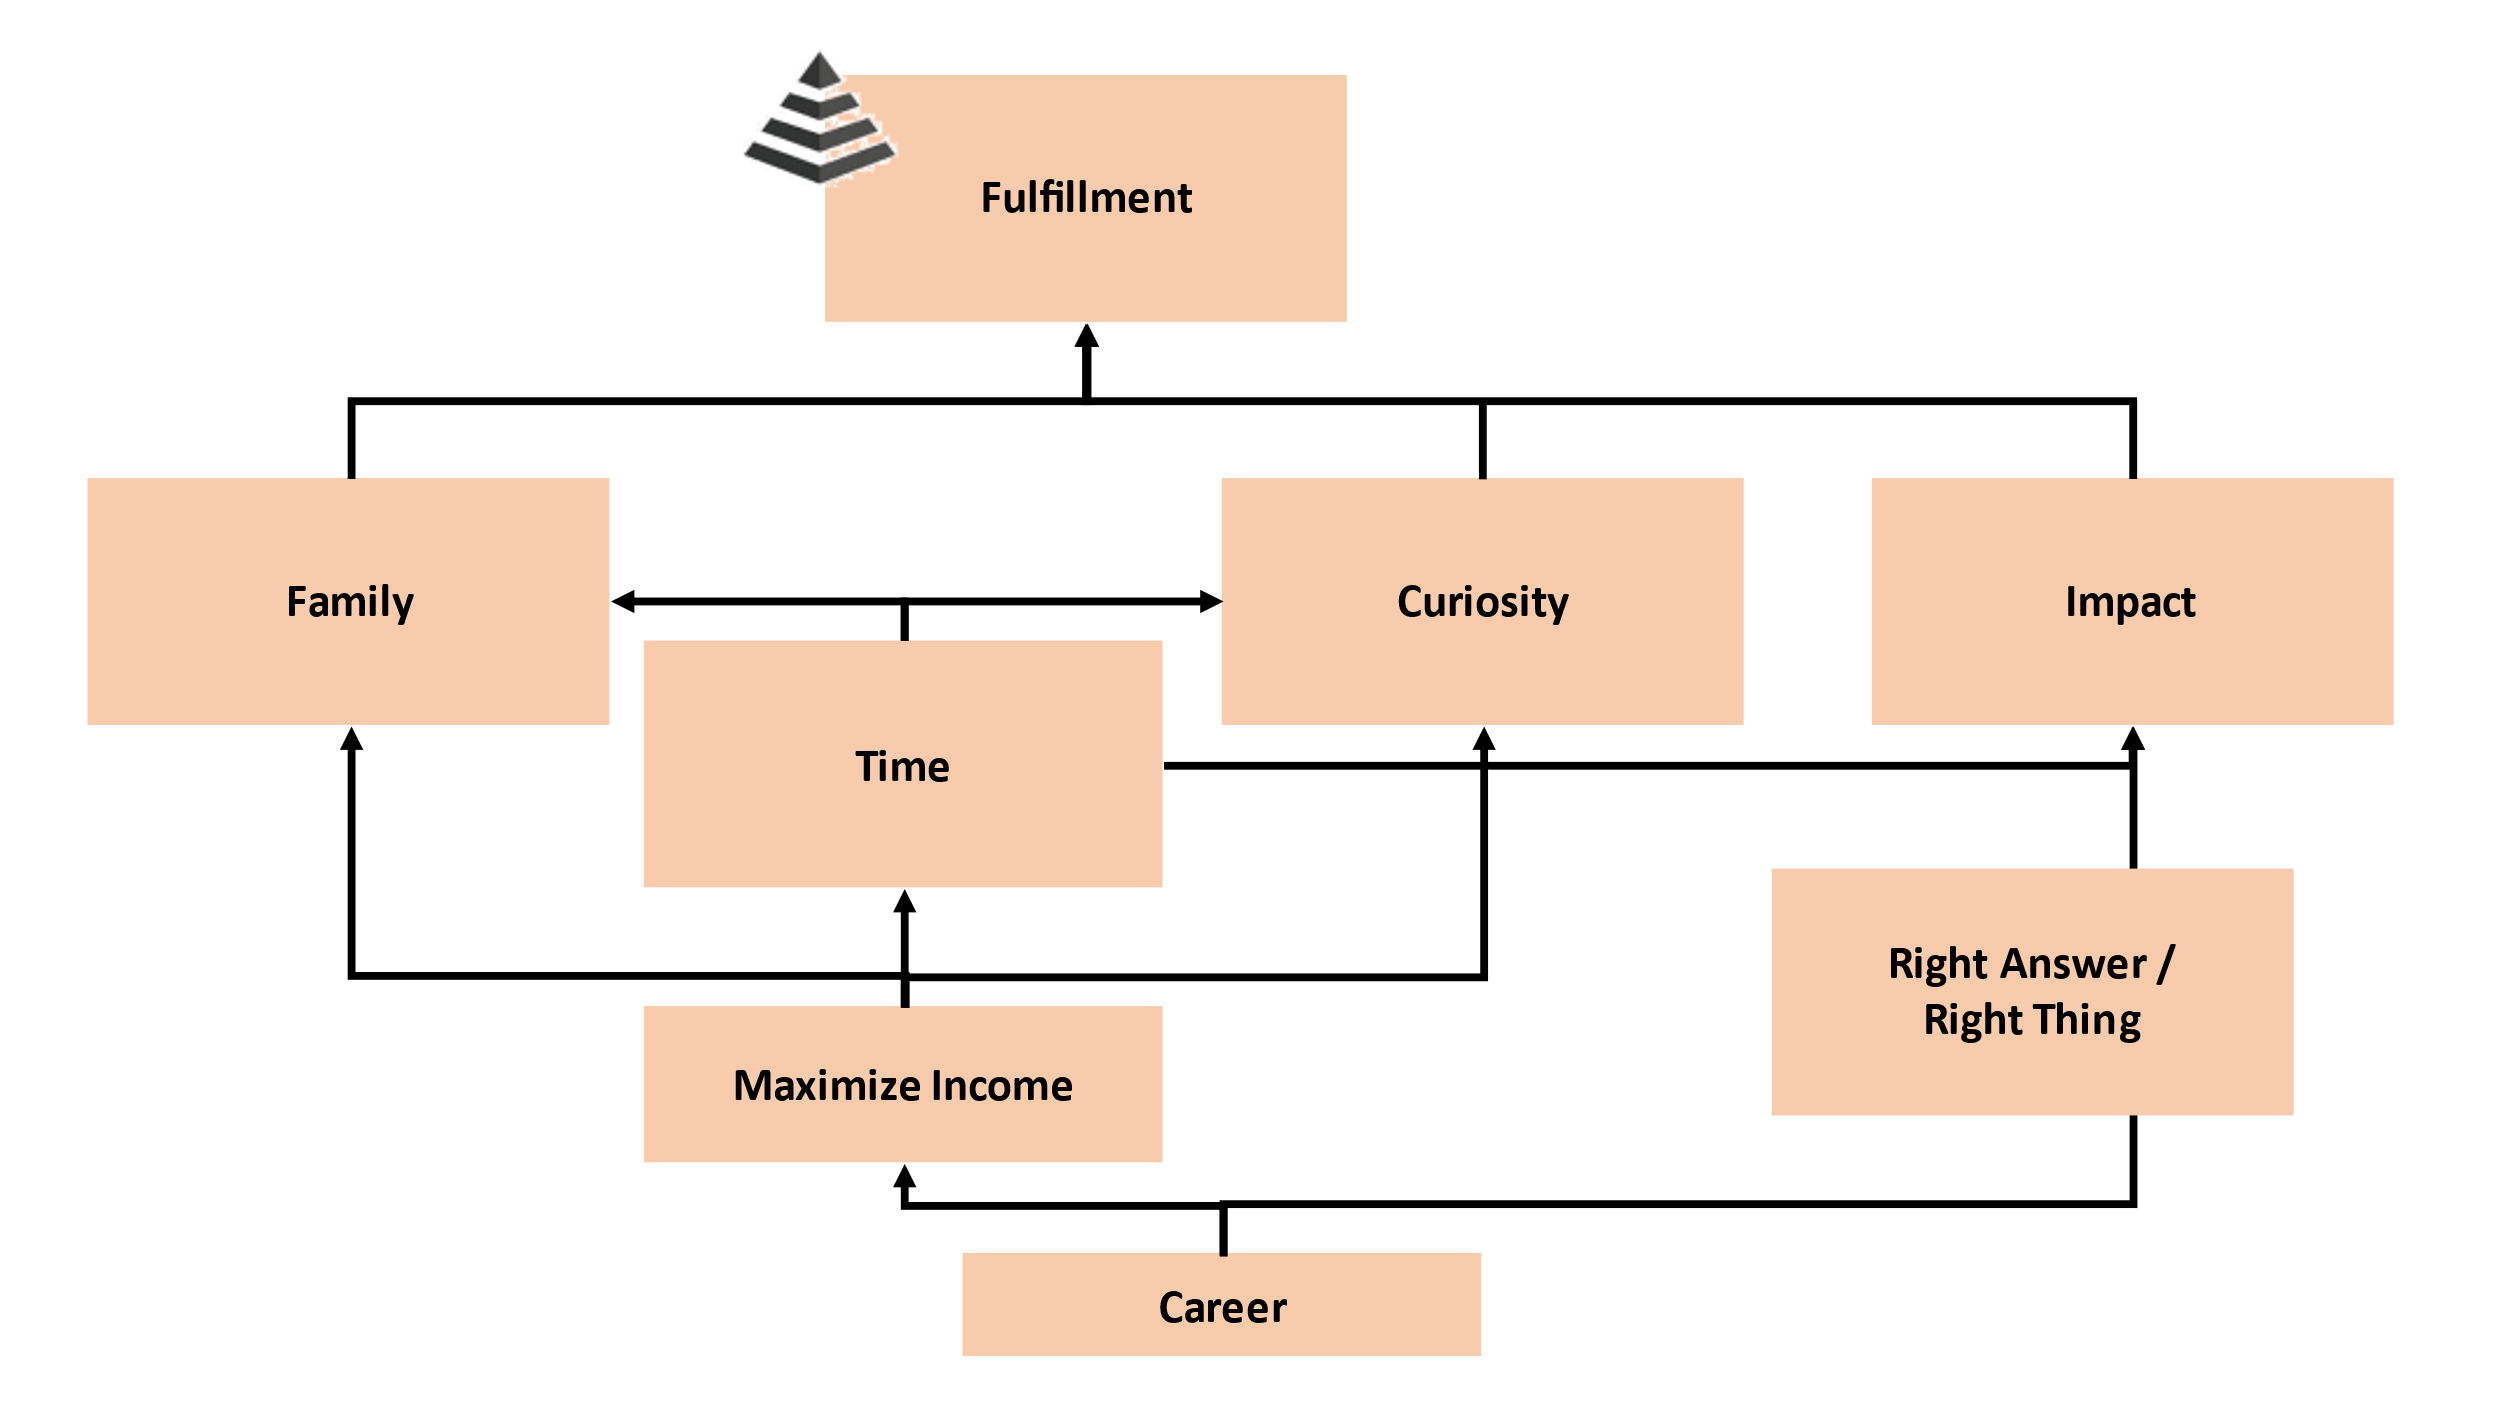 Fulfillment
Family
Curiosity
Impact
Time
Right Answer /
Right Thing
Maximize Income
Career